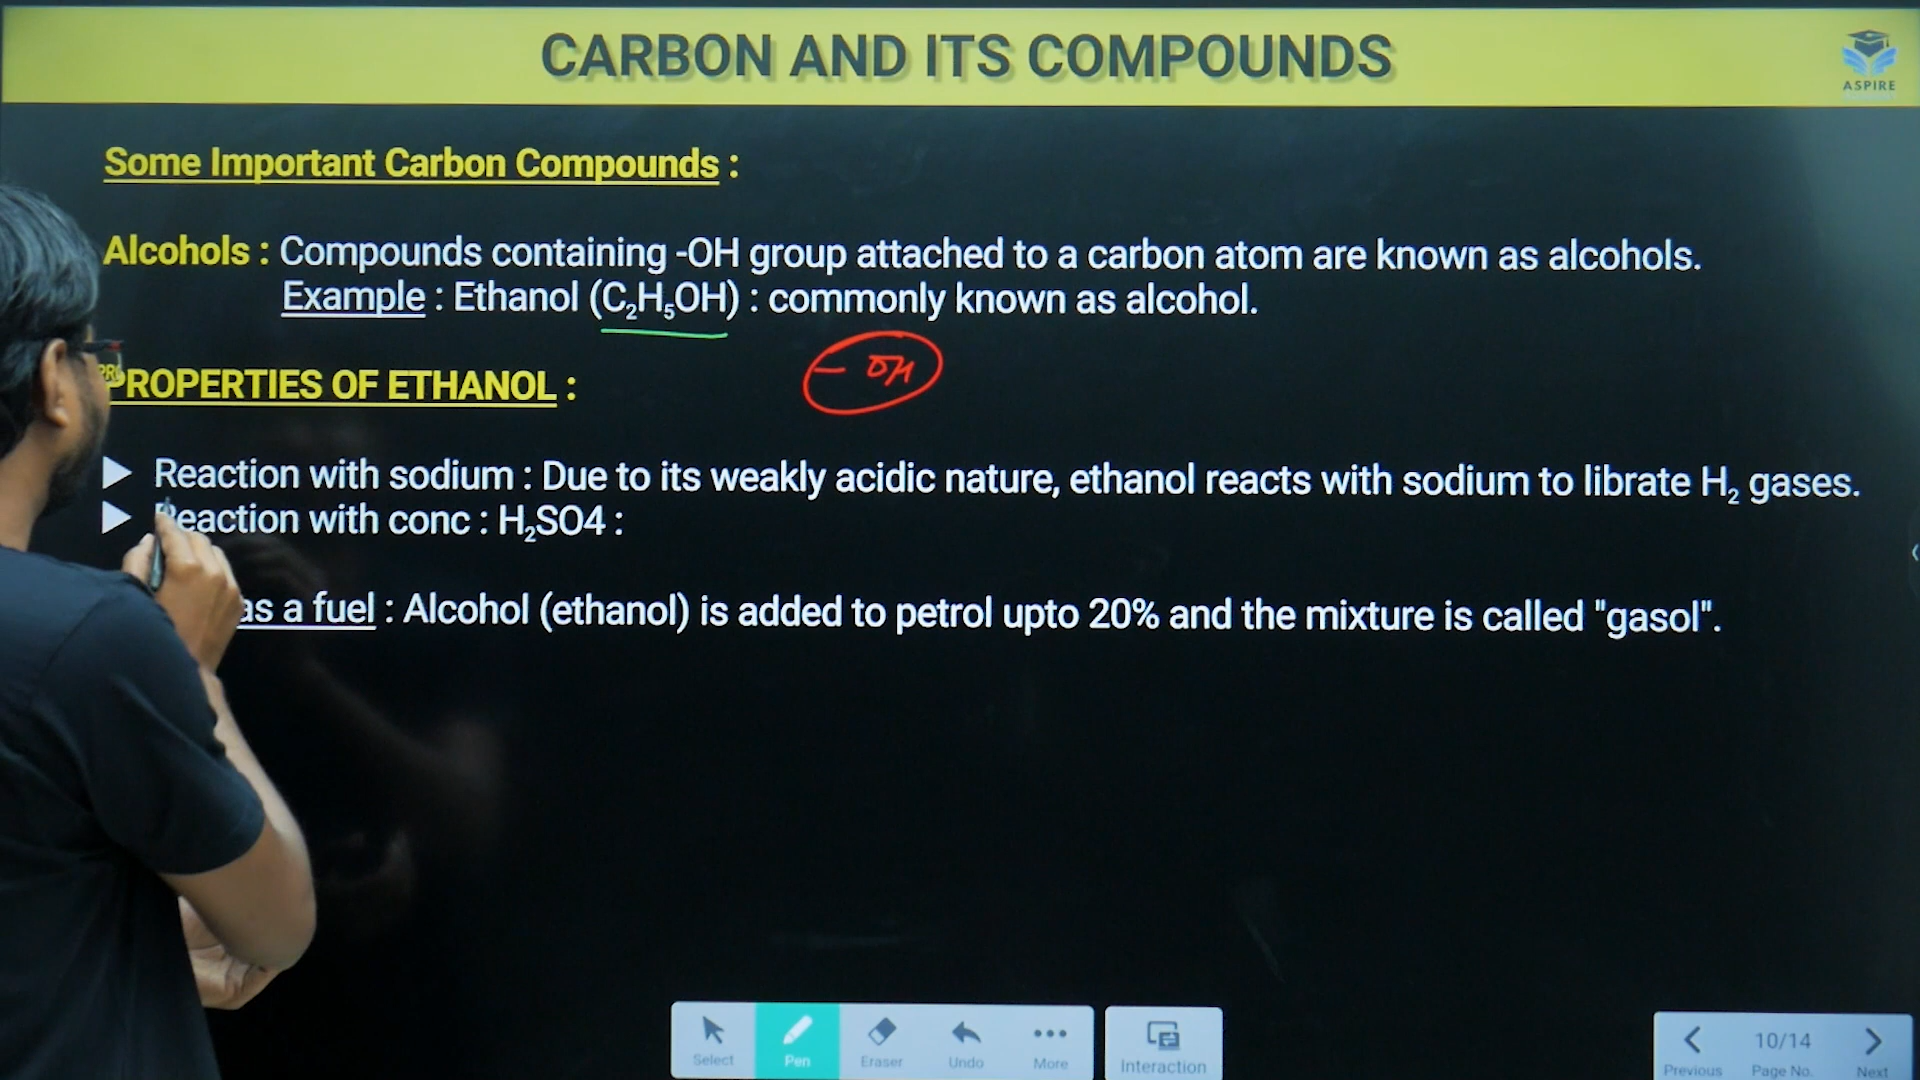 CARBON AND ITS COMPOUNDS
ASPIRE
Some Important Carbon Compounds :
Alcohols : Compounds containing -OH group attached to a carbon atom are known as alcohols.
Example : Ethanol (C₂H₅OH) : commonly known as alcohol.
- OH
PROPERTIES OF ETHANOL :
Reaction with sodium : Due to its weakly acidic nature, ethanol reacts with sodium to librate H₂ gases.
Reaction with conc : H₂SO4 :
as a fuel : Alcohol (ethanol) is added to petrol upto 20% and the mixture is called "gasol".
Select Pen Eraser Undo More Interaction
10/14
Previous Page No. Next